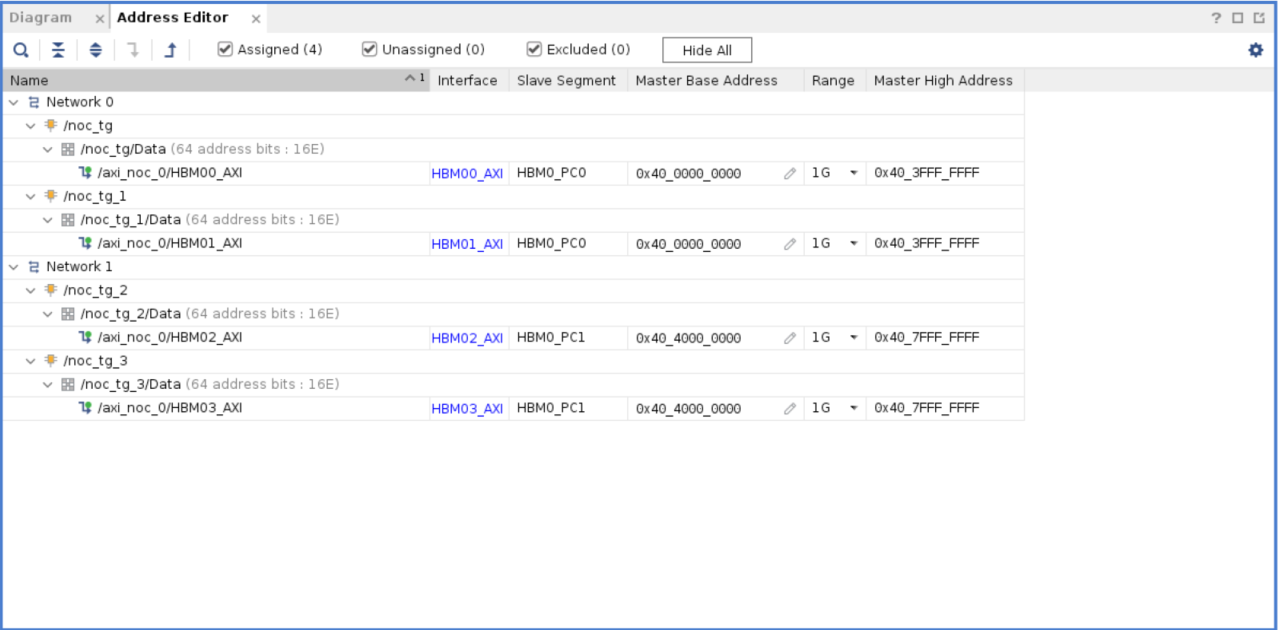 Diagram × Address Editor × ?
Assigned (4) Unassigned (0) Excluded (0) Hide All
Name 1 Interface Slave Segment Master Base Address Range Master High Address
Network 0
/noc_tg
/noc_tg/Data (64 address bits : 16E)
/axi_noc_0/HBM00_AXI HBM00_AXI HBM0_PC0 0x40_0000_0000 1G 0x40_3FFF_FFFF
/noc_tg_1
/noc_tg_1/Data (64 address bits : 16E)
/axi_noc_0/HBM01_AXI HBM01_AXI HBM0_PC0 0x40_0000_0000 1G 0x40_3FFF_FFFF
Network 1
/noc_tg_2
/noc_tg_2/Data (64 address bits : 16E)
/axi_noc_0/HBM02_AXI HBM02_AXI HBM0_PC1 0x40_4000_0000 1G 0x40_7FFF_FFFF
/noc_tg_3
/noc_tg_3/Data (64 address bits : 16E)
/axi_noc_0/HBM03_AXI HBM03_AXI HBM0_PC1 0x40_4000_0000 1G 0x40_7FFF_FFFF